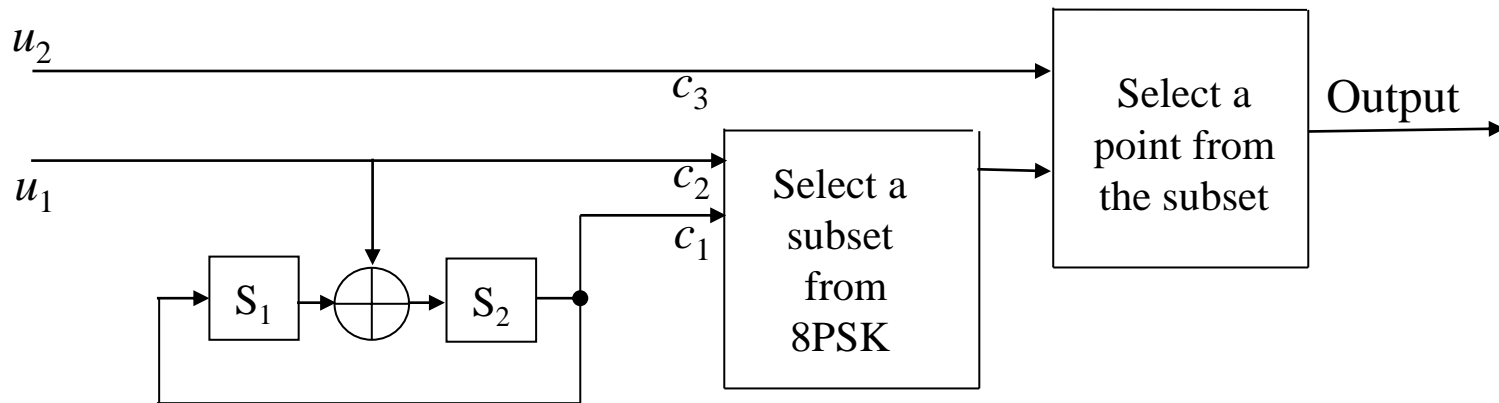 u₂
c₃
Select a
point from
the subset
Output
u₁
c₂
c₁
Select a
subset
from
8PSK
S₁
S₂